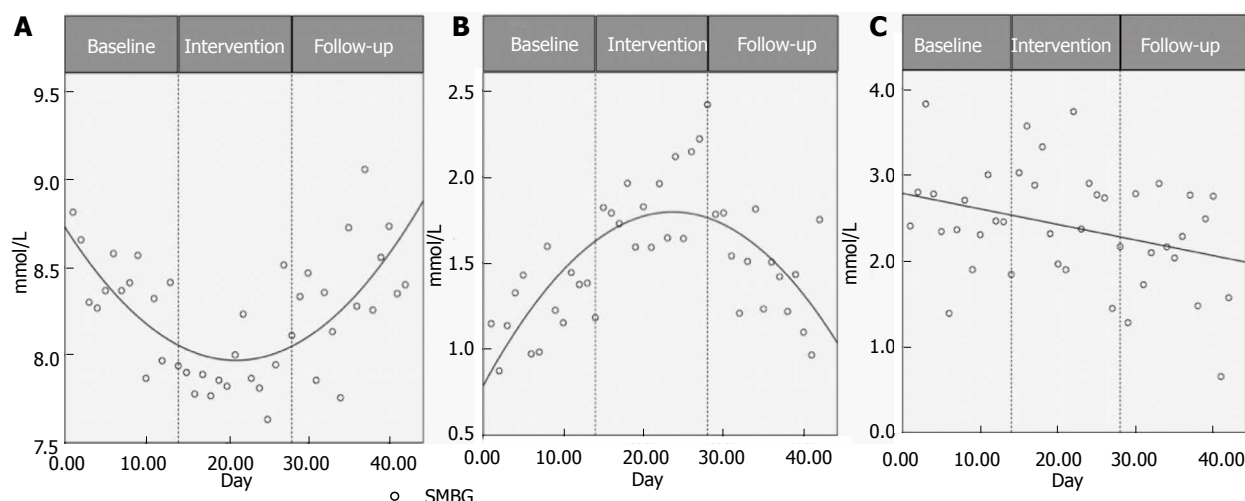 A
Baseline Intervention Follow-up
9.5
9.0
8.5
8.0
7.5
mmol/L
0.00 10.00 20.00 30.00 40.00
Day
B
Baseline Intervention Follow-up
2.5
2.0
1.5
1.0
0.5
mmol/L
0.00 10.00 20.00 30.00 40.00
Day
C
Baseline Intervention Follow-up
4.0
3.0
2.0
1.0
0.0
mmol/L
0.00 10.00 20.00 30.00 40.00
Day
SMBG